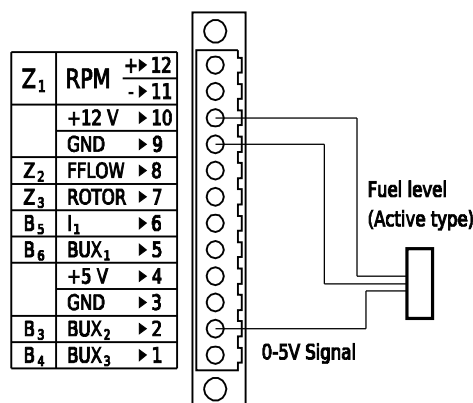 Z1 RPM +▶12
-▶11
+12 V ▶10
GND ▶9
Z2 FFLOW ▶8
Z3 ROTOR ▶7
B5 I1 ▶6
B6 BUX1 ▶5
+5 V ▶4
GND ▶3
B3 BUX2 ▶2
B4 BUX3 ▶1
Fuel level
(Active type)
0-5V Signal